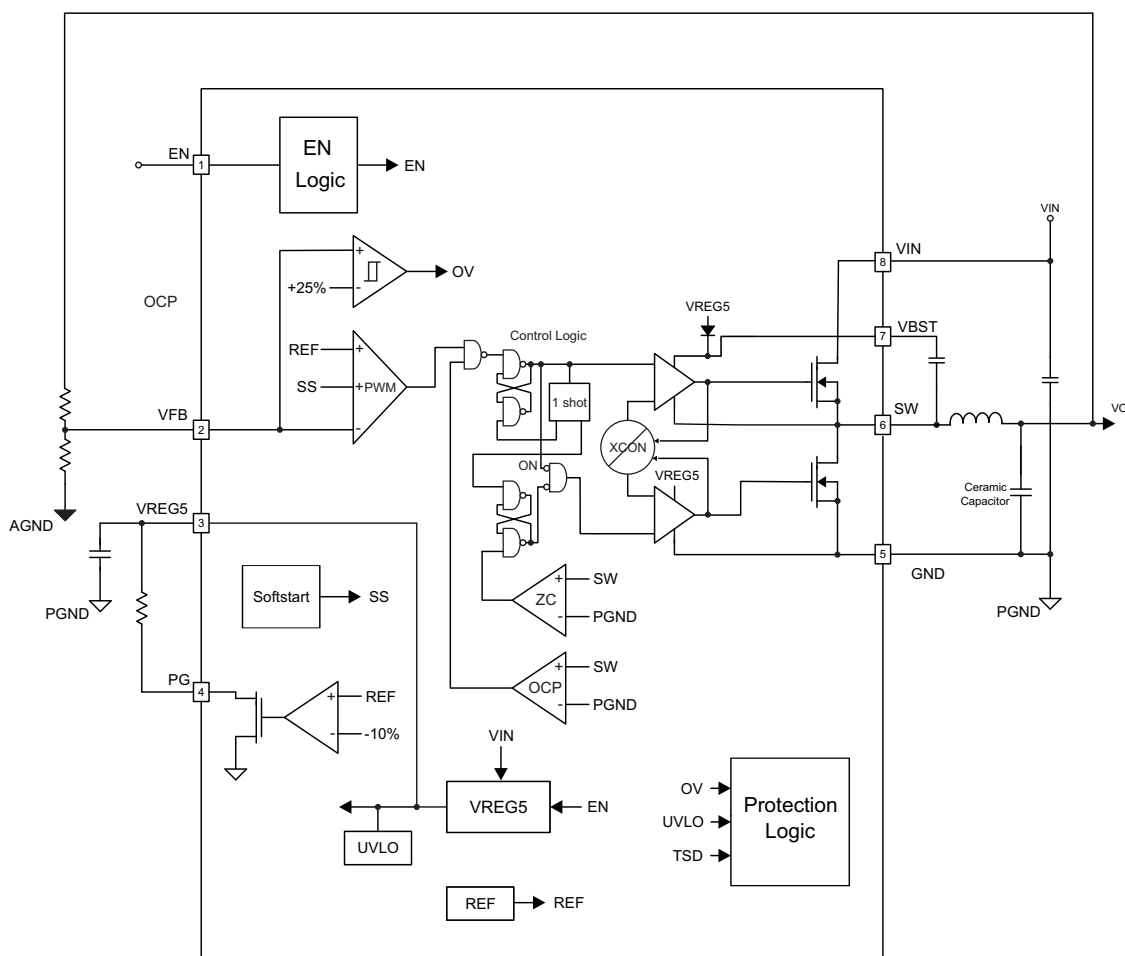 EN
1
EN
Logic
EN
VIN
+
OV
+25%
-
8
VIN
OCP
VREG5
7
VBST
Control Logic
REF
+
SS
+
PWM
1 shot
VFB
2
-
6
SW
VO
XCON
ON
VREG5
Ceramic
Capacitor
AGND
VREG5
3
5
GND
+
SW
ZC
-
PGND
PGND
PGND
Softstart
SS
+
SW
OCP
-
PGND
PG
4
+
REF
-
-10%
VIN
VREG5
EN
UVLO
OV
UVLO
TSD
Protection
Logic
REF
REF